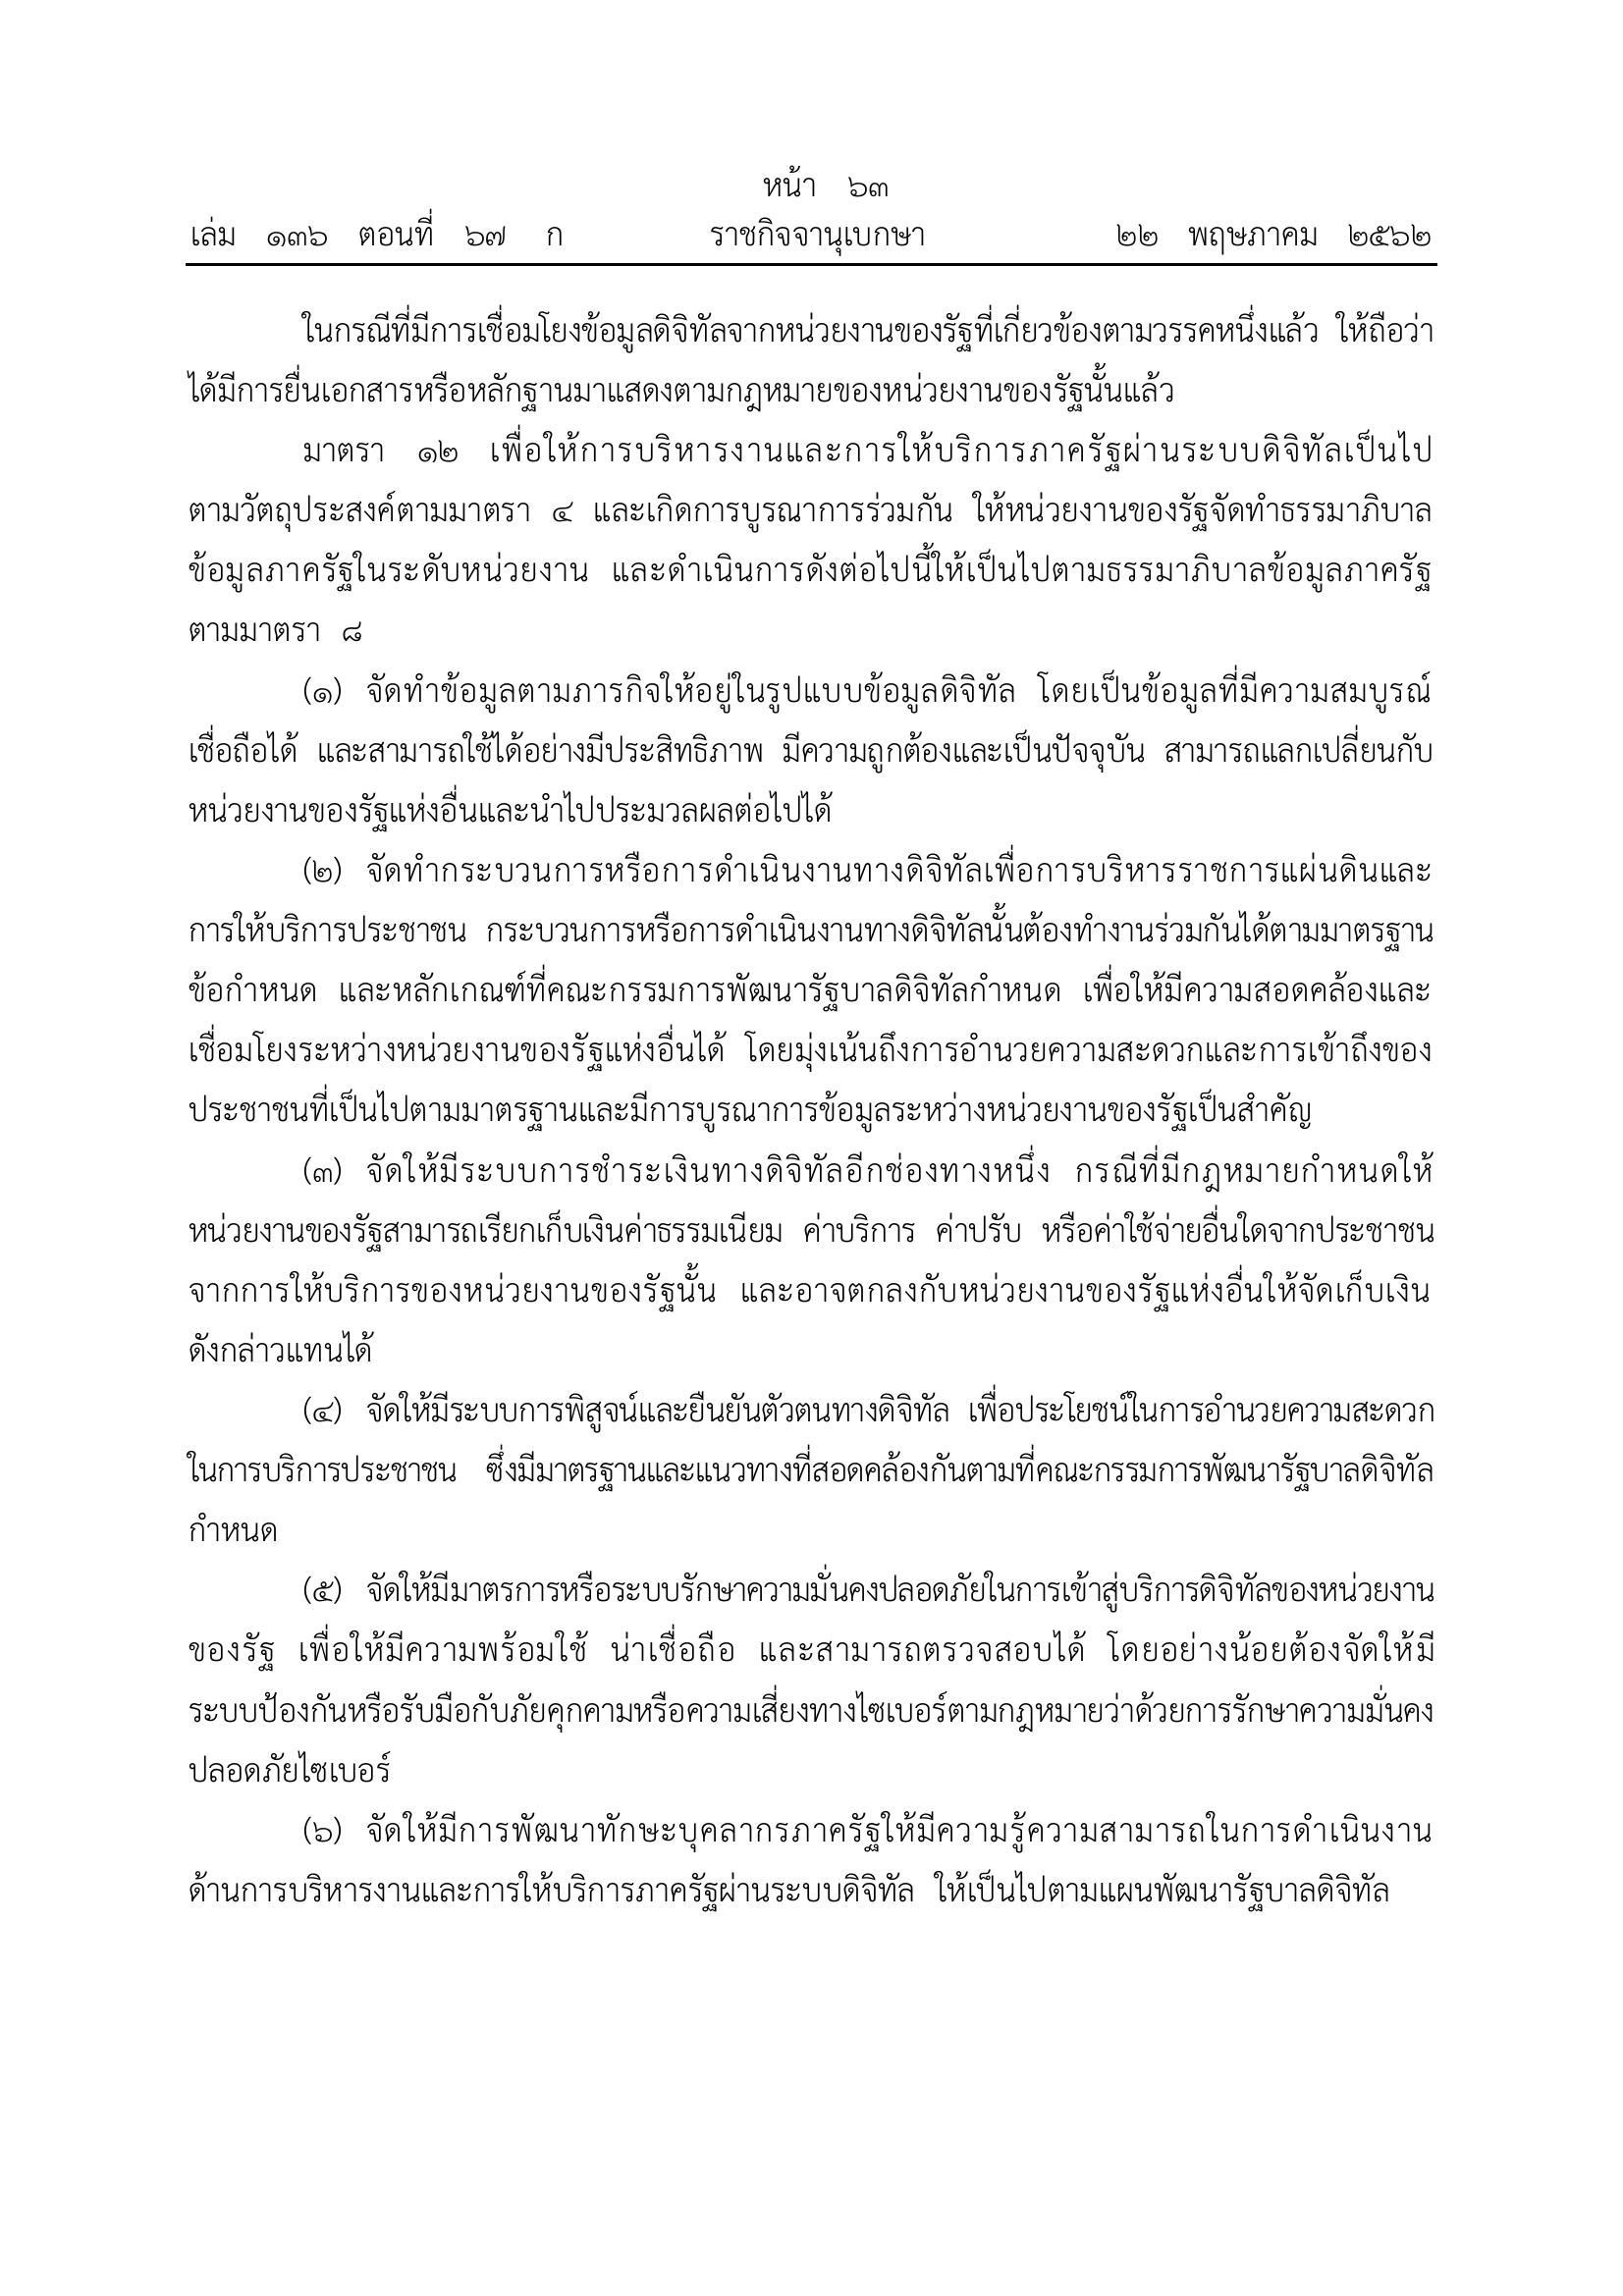 หน้า ๖๓
เล่ม ๑๓๖ ตอนที่ ๖๗ ก ราชกิจจานุเบกษา ๒๒ พฤษภาคม ๒๕๖๒
ในกรณีที่มีการเชื่อมโยงข้อมูลดิจิทัลจากหน่วยงานของรัฐที่เกี่ยวข้องตามวรรคหนึ่งแล้ว ให้ถือว่า
ได้มีการยื่นเอกสารหรือหลักฐานมาแสดงตามกฎหมายของหน่วยงานของรัฐนั้นแล้ว
มาตรา ๑๒ เพื่อให้การบริหารงานและการให้บริการภาครัฐผ่านระบบดิจิทัลเป็นไป
ตามวัตถุประสงค์ตามมาตรา ๔ และเกิดการบูรณาการร่วมกัน ให้หน่วยงานของรัฐจัดทำธรรมาภิบาล
ข้อมูลภาครัฐในระดับหน่วยงาน และดำเนินการดังต่อไปนี้ให้เป็นไปตามธรรมาภิบาลข้อมูลภาครัฐ
ตามมาตรา ๘
(๑) จัดทำข้อมูลตามภารกิจให้อยู่ในรูปแบบข้อมูลดิจิทัล โดยเป็นข้อมูลที่มีความสมบูรณ์
เชื่อถือได้ และสามารถใช้ได้อย่างมีประสิทธิภาพ มีความถูกต้องและเป็นปัจจุบัน สามารถแลกเปลี่ยนกับ
หน่วยงานของรัฐแห่งอื่นและนำไปประมวลผลต่อไปได้
(๒) จัดทำกระบวนการหรือการดำเนินงานทางดิจิทัลเพื่อการบริหารราชการแผ่นดินและ
การให้บริการประชาชน กระบวนการหรือการดำเนินงานทางดิจิทัลนั้นต้องทำงานร่วมกันได้ตามมาตรฐาน
ข้อกำหนด และหลักเกณฑ์ที่คณะกรรมการพัฒนารัฐบาลดิจิทัลกำหนด เพื่อให้มีความสอดคล้องและ
เชื่อมโยงระหว่างหน่วยงานของรัฐแห่งอื่นได้ โดยมุ่งเน้นถึงการอำนวยความสะดวกและการเข้าถึงของ
ประชาชนที่เป็นไปตามมาตรฐานและมีการบูรณาการข้อมูลระหว่างหน่วยงานของรัฐเป็นสำคัญ
(๓) จัดให้มีระบบการชำระเงินทางดิจิทัลอีกช่องทางหนึ่ง กรณีที่มีกฎหมายกำหนดให้
หน่วยงานของรัฐสามารถเรียกเก็บเงินค่าธรรมเนียม ค่าบริการ ค่าปรับ หรือค่าใช้จ่ายอื่นใดจากประชาชน
จากการให้บริการของหน่วยงานของรัฐนั้น และอาจตกลงกับหน่วยงานของรัฐแห่งอื่นให้จัดเก็บเงิน
ดังกล่าวแทนได้
(๔) จัดให้มีระบบการพิสูจน์และยืนยันตัวตนทางดิจิทัล เพื่อประโยชน์ในการอำนวยความสะดวก
ในการบริการประชาชน ซึ่งมีมาตรฐานและแนวทางที่สอดคล้องกันตามที่คณะกรรมการพัฒนารัฐบาลดิจิทัล
กำหนด
(๕) จัดให้มีมาตรการหรือระบบรักษาความมั่นคงปลอดภัยในการเข้าสู่บริการดิจิทัลของหน่วยงาน
ของรัฐ เพื่อให้มีความพร้อมใช้ น่าเชื่อถือ และสามารถตรวจสอบได้ โดยอย่างน้อยต้องจัดให้มี
ระบบป้องกันหรือรับมือกับภัยคุกคามหรือความเสี่ยงทางไซเบอร์ตามกฎหมายว่าด้วยการรักษาความมั่นคง
ปลอดภัยไซเบอร์
(๖) จัดให้มีการพัฒนาทักษะบุคลากรภาครัฐให้มีความรู้ความสามารถในการดำเนินงาน
ด้านการบริหารงานและการให้บริการภาครัฐผ่านระบบดิจิทัล ให้เป็นไปตามแผนพัฒนารัฐบาลดิจิทัล